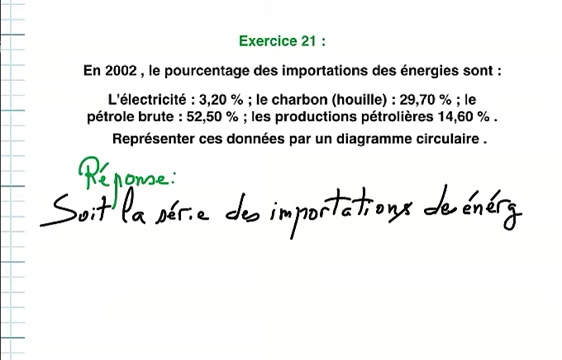 Exercice 21 :
En 2002 , le pourcentage des importations des énergies sont :
L'électricité : 3,20 % ; le charbon (houille) : 29,70 % ; le
pétrole brute : 52,50 % ; les productions pétrolières 14,60 % .
Représenter ces données par un diagramme circulaire .
Réponse:
Soit la série des importations de énérg